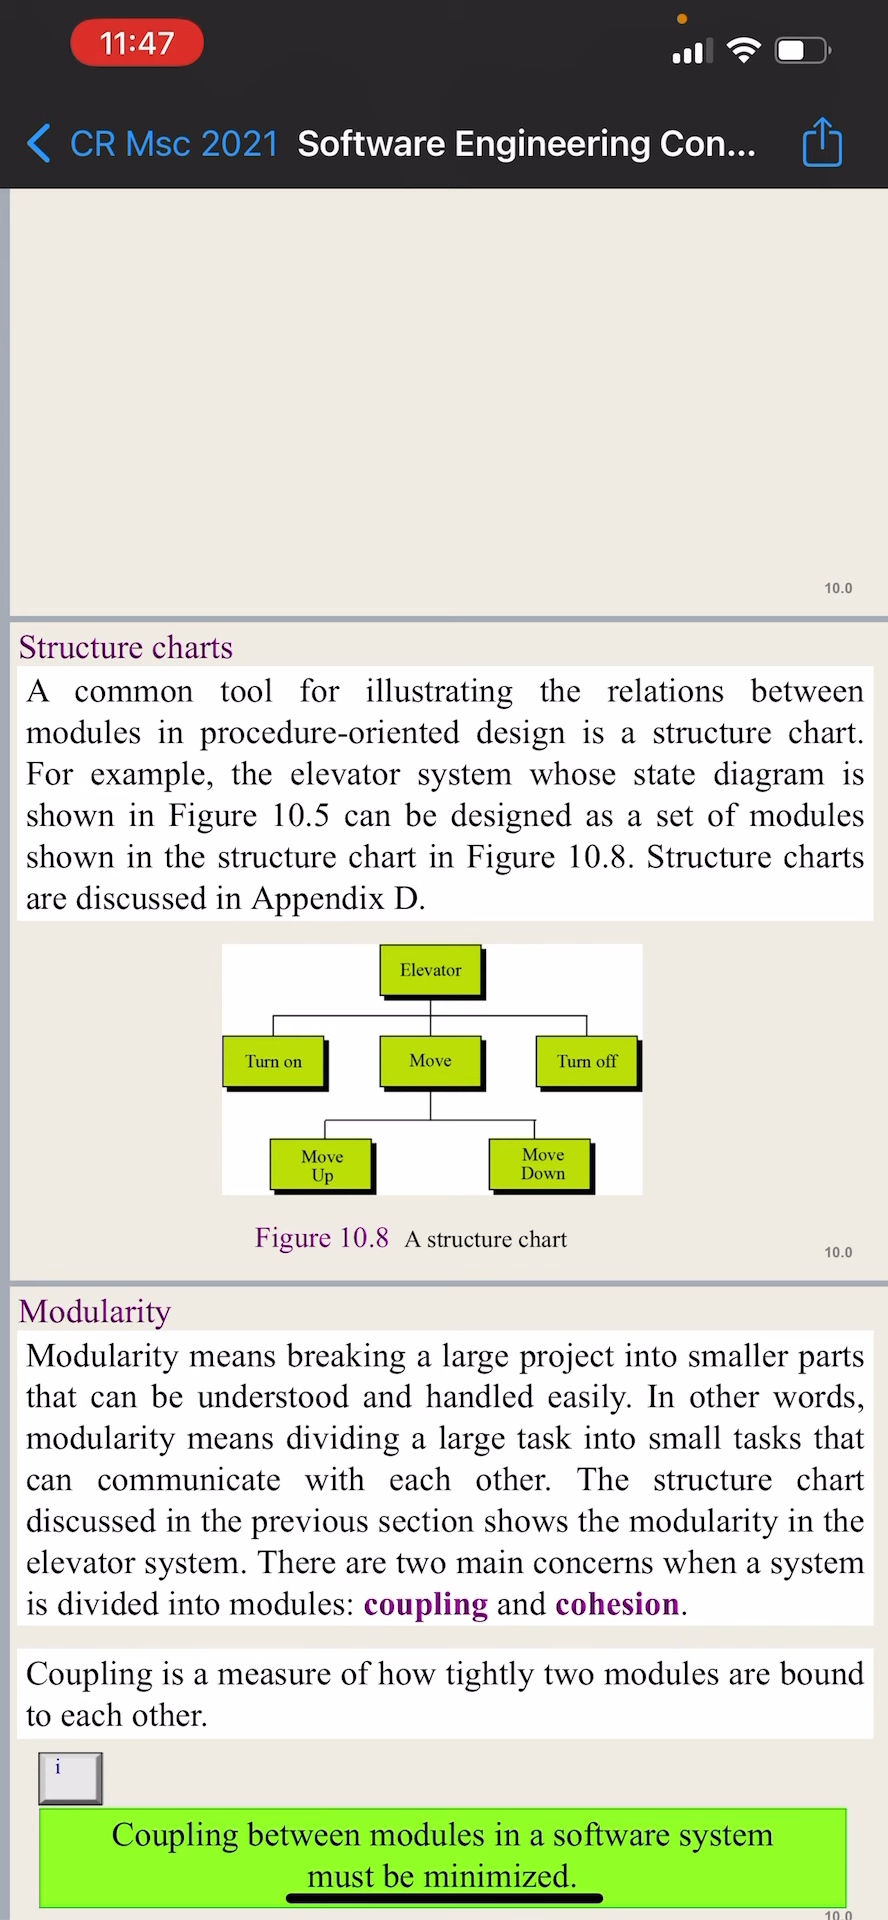 11:47
CR Msc 2021 Software Engineering Con...
10.0
Structure charts
A common tool for illustrating the relations between
modules in procedure-oriented design is a structure chart.
For example, the elevator system whose state diagram is
shown in Figure 10.5 can be designed as a set of modules
shown in the structure chart in Figure 10.8. Structure charts
are discussed in Appendix D.
Elevator
Turn on
Move
Turn off
Move
Up
Move
Down
Figure 10.8 A structure chart
10.0
Modularity
Modularity means breaking a large project into smaller parts
that can be understood and handled easily. In other words,
modularity means dividing a large task into small tasks that
can communicate with each other. The structure chart
discussed in the previous section shows the modularity in the
elevator system. There are two main concerns when a system
is divided into modules: coupling and cohesion.
Coupling is a measure of how tightly two modules are bound
to each other.
i
Coupling between modules in a software system
must be minimized.
10.0